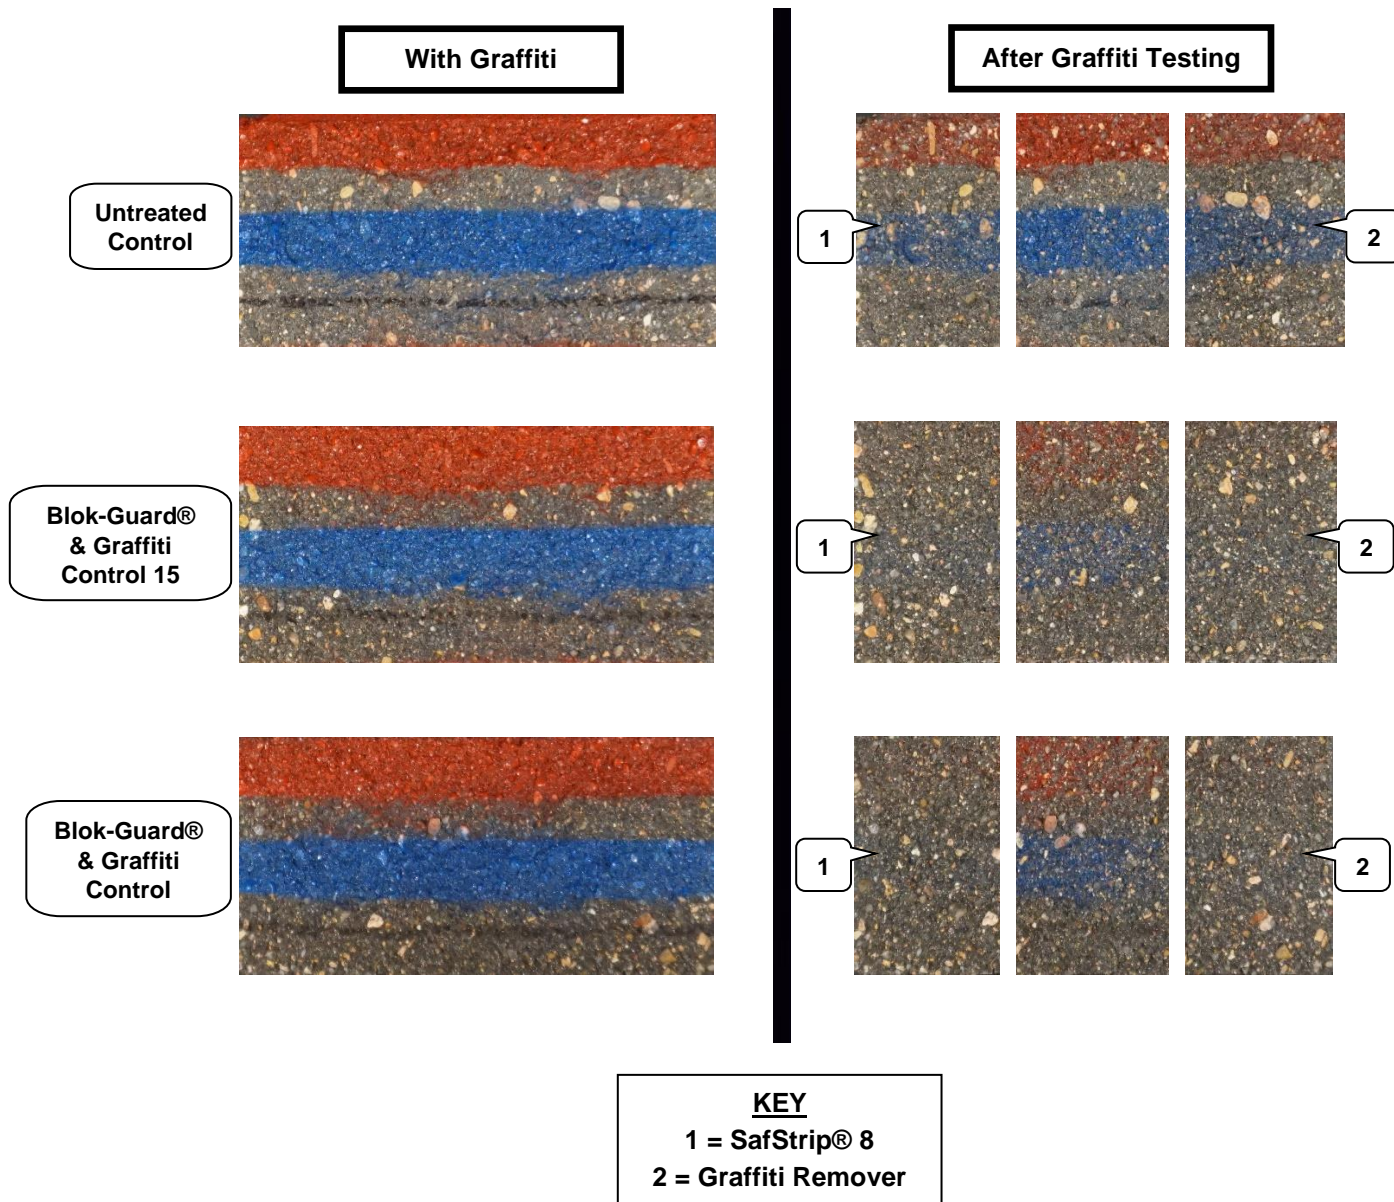 With Graffiti
After Graffiti Testing
Untreated
Control
1
2
Blok-Guard®
& Graffiti
Control 15
1
2
Blok-Guard®
& Graffiti
Control
1
2
KEY
1 = SafStrip® 8
2 = Graffiti Remover